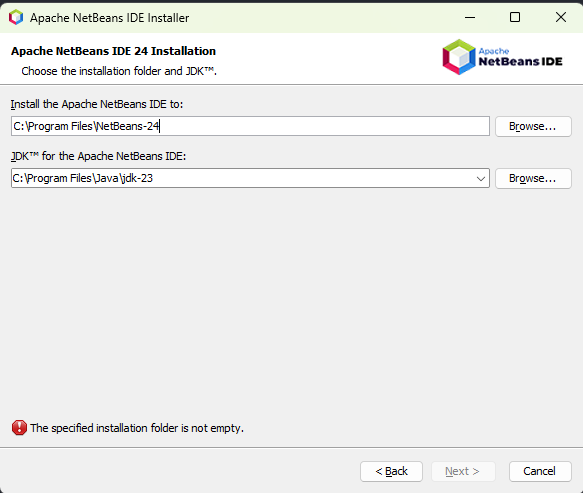 Apache NetBeans IDE Installer
Apache NetBeans IDE 24 Installation
Choose the installation folder and JDK™.
Apache
NetBeans IDE
Install the Apache NetBeans IDE to:
C:\Program Files\NetBeans-24
Browse...
JDK™ for the Apache NetBeans IDE:
C:\Program Files\Java\jdk-23
Browse...
The specified installation folder is not empty.
< Back
Next >
Cancel